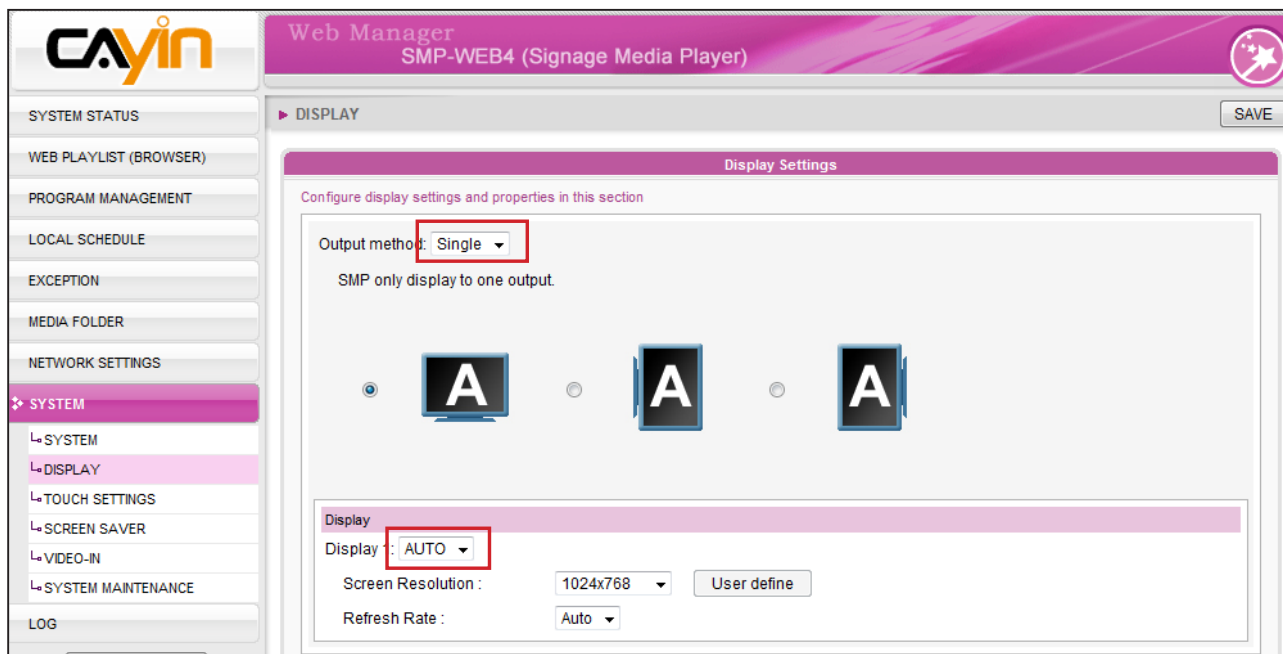 CAYIN
Web Manager
SMP-WEB4 (Signage Media Player)
SYSTEM STATUS
WEB PLAYLIST (BROWSER)
PROGRAM MANAGEMENT
LOCAL SCHEDULE
EXCEPTION
MEDIA FOLDER
NETWORK SETTINGS
SYSTEM
SYSTEM
DISPLAY
TOUCH SETTINGS
SCREEN SAVER
VIDEO-IN
SYSTEM MAINTENANCE
LOG
DISPLAY
SAVE
Display Settings
Configure display settings and properties in this section
Output method: Single
SMP only display to one output.
A A A
Display
Display 1: AUTO
Screen Resolution : 1024x768 User define
Refresh Rate : Auto